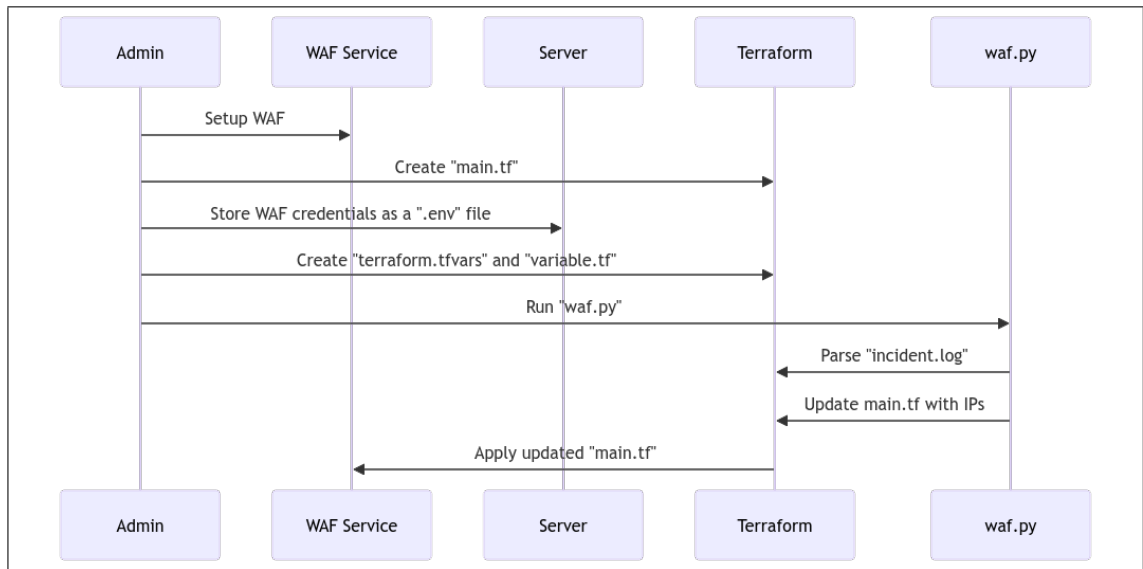 Admin
WAF Service
Server
Terraform
waf.py
Setup WAF
Create "main.tf"
Store WAF credentials as a ".env" file
Create "terraform.tfvars" and "variable.tf"
Run "waf.py"
Parse "incident.log"
Update main.tf with IPs
Apply updated "main.tf"
Admin
WAF Service
Server
Terraform
waf.py